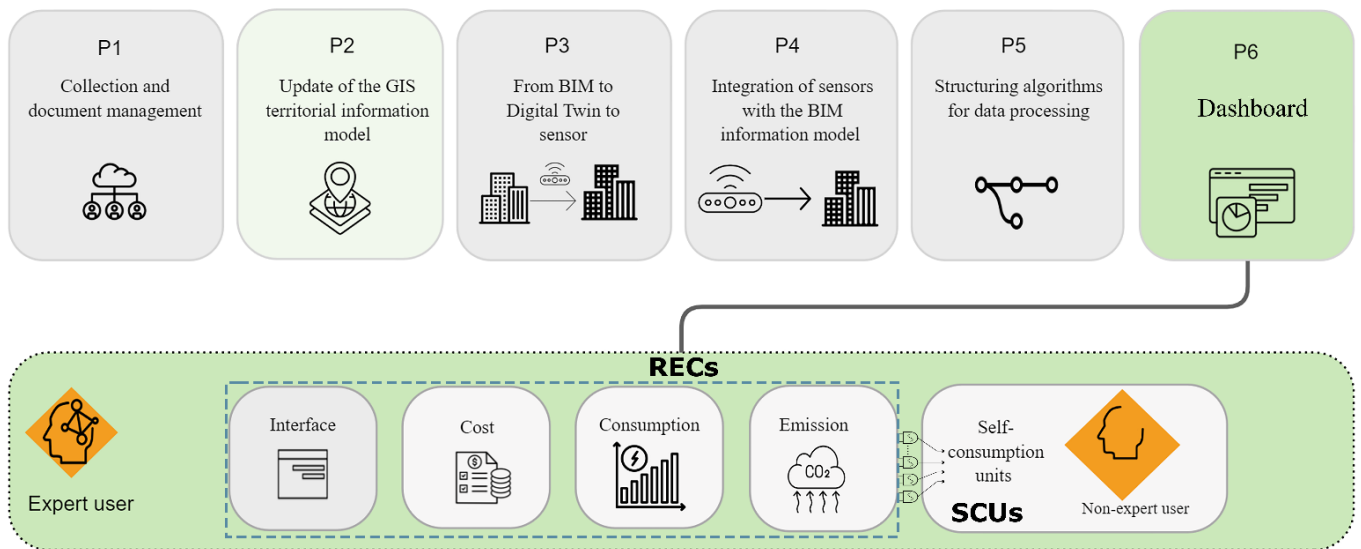 P1
Collection and
document management
P2
Update of the GIS
territorial information
model
P3
From BIM to
Digital Twin to
sensor
P4
Integration of sensors
with the BIM
information model
P5
Structuring algorithms
for data processing
P6
Dashboard
RECs
Expert user
Interface
Cost
$
Consumption
Emission
CO₂
Self-
consumption
units
SCUs
Non-expert user